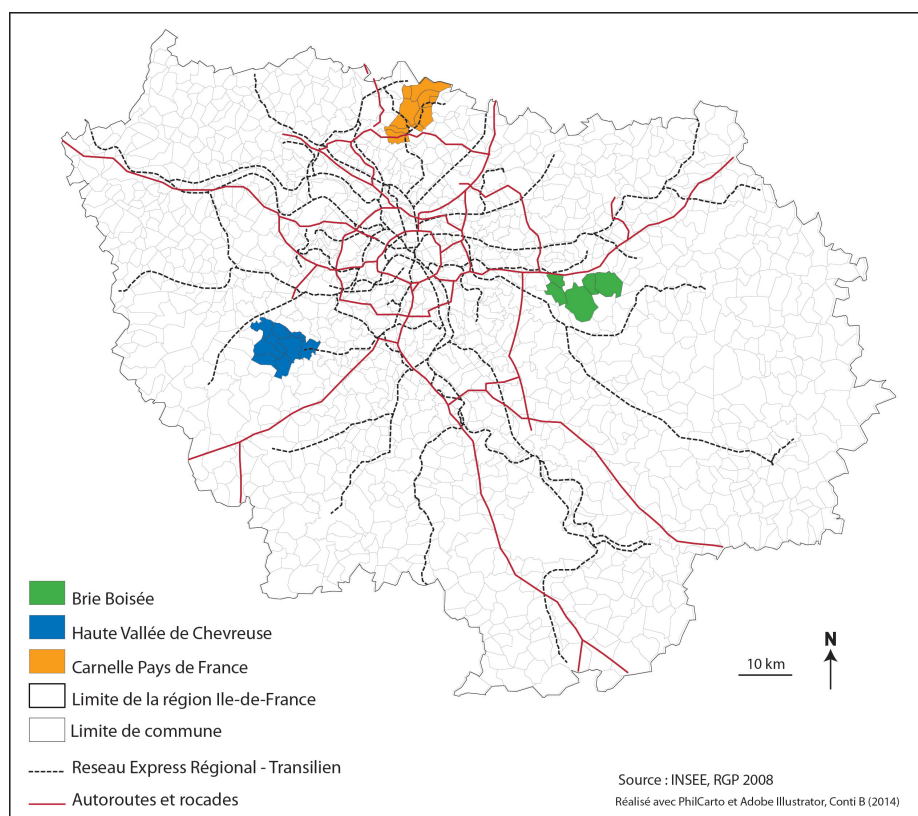 Brie Boisée
Haute Vallée de Chevreuse
Carnelle Pays de France
Limite de la région Ile-de-France
Limite de commune
Reseau Express Régional - Transilien
Autoroutes et rocades
10 km
N
Source : INSEE, RGP 2008
Réalisé avec PhilCarto et Adobe Illustrator, Conti B (2014)